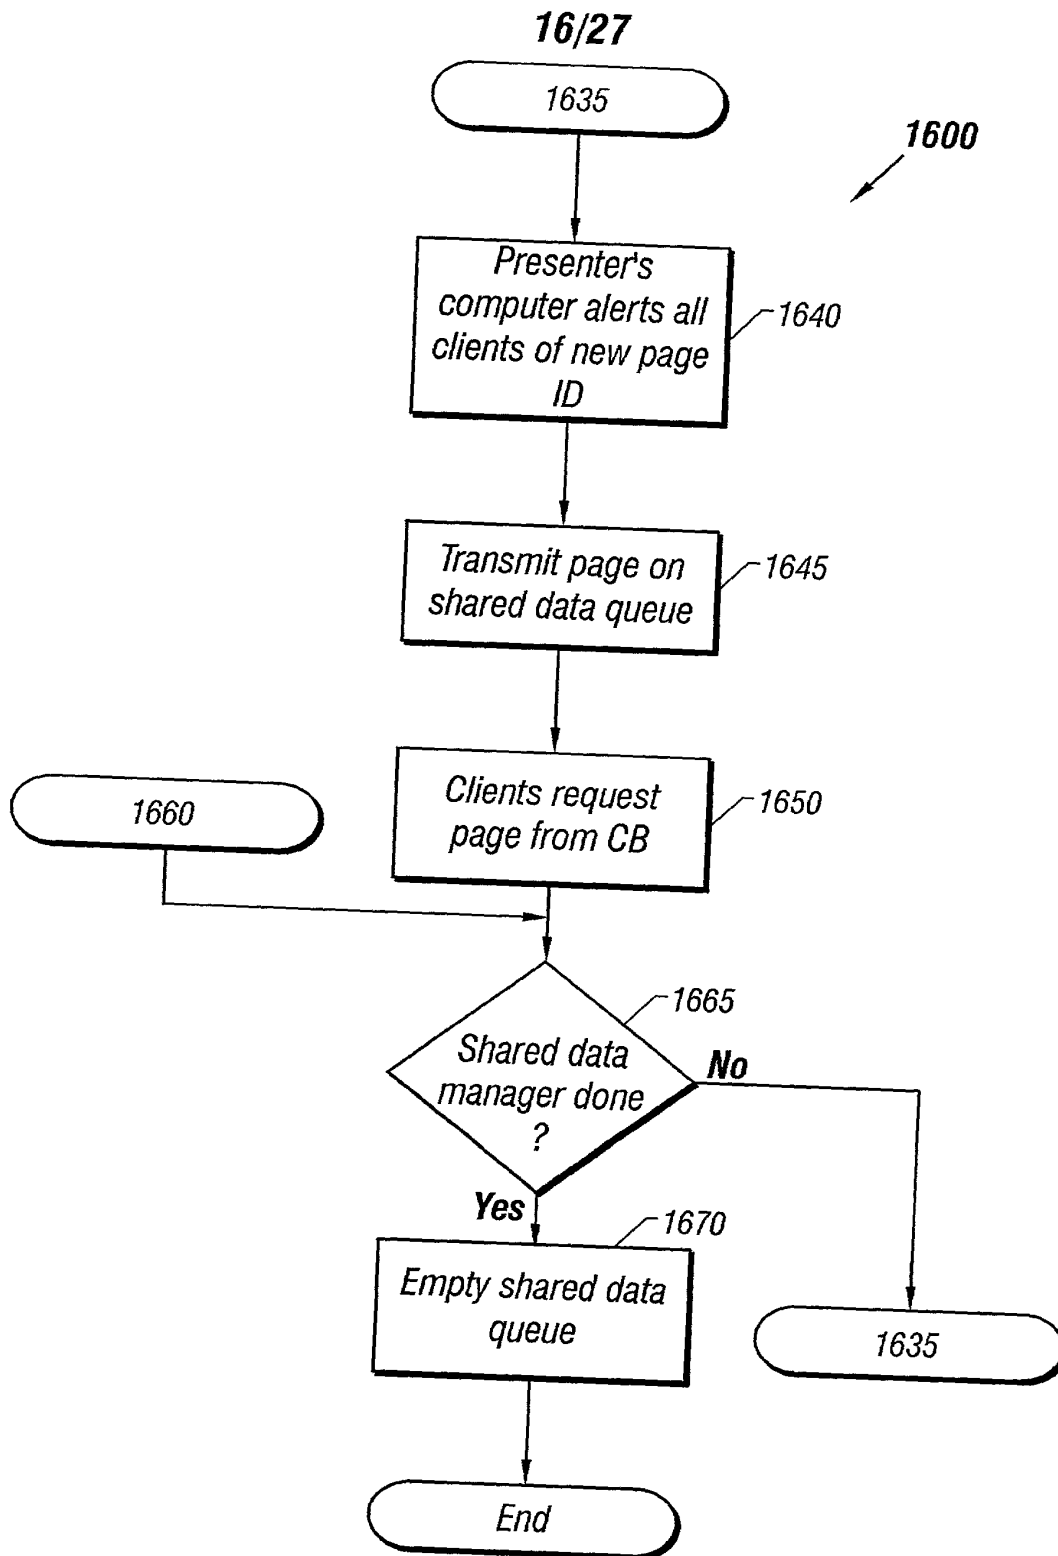 16/27
1635
1600
Presenter's
computer alerts all
clients of new page
ID
1640
Transmit page on
shared data queue
1645
Clients request
page from CB
1650
1660
Shared data
manager done
?
1665
No
Yes
1670
Empty shared data
queue
1635
End